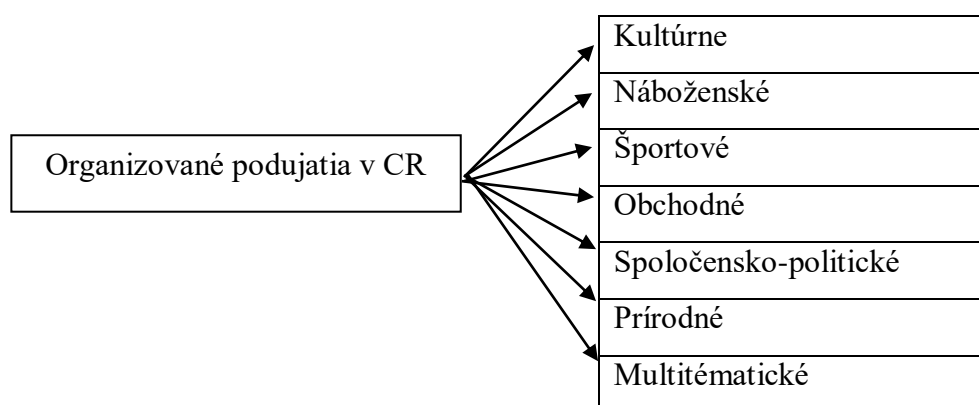 Kultúrne
Náboženské
Športové
Organizované podujatia v CR
Obchodné
Spoločensko-politické
Prírodné
Multitématické